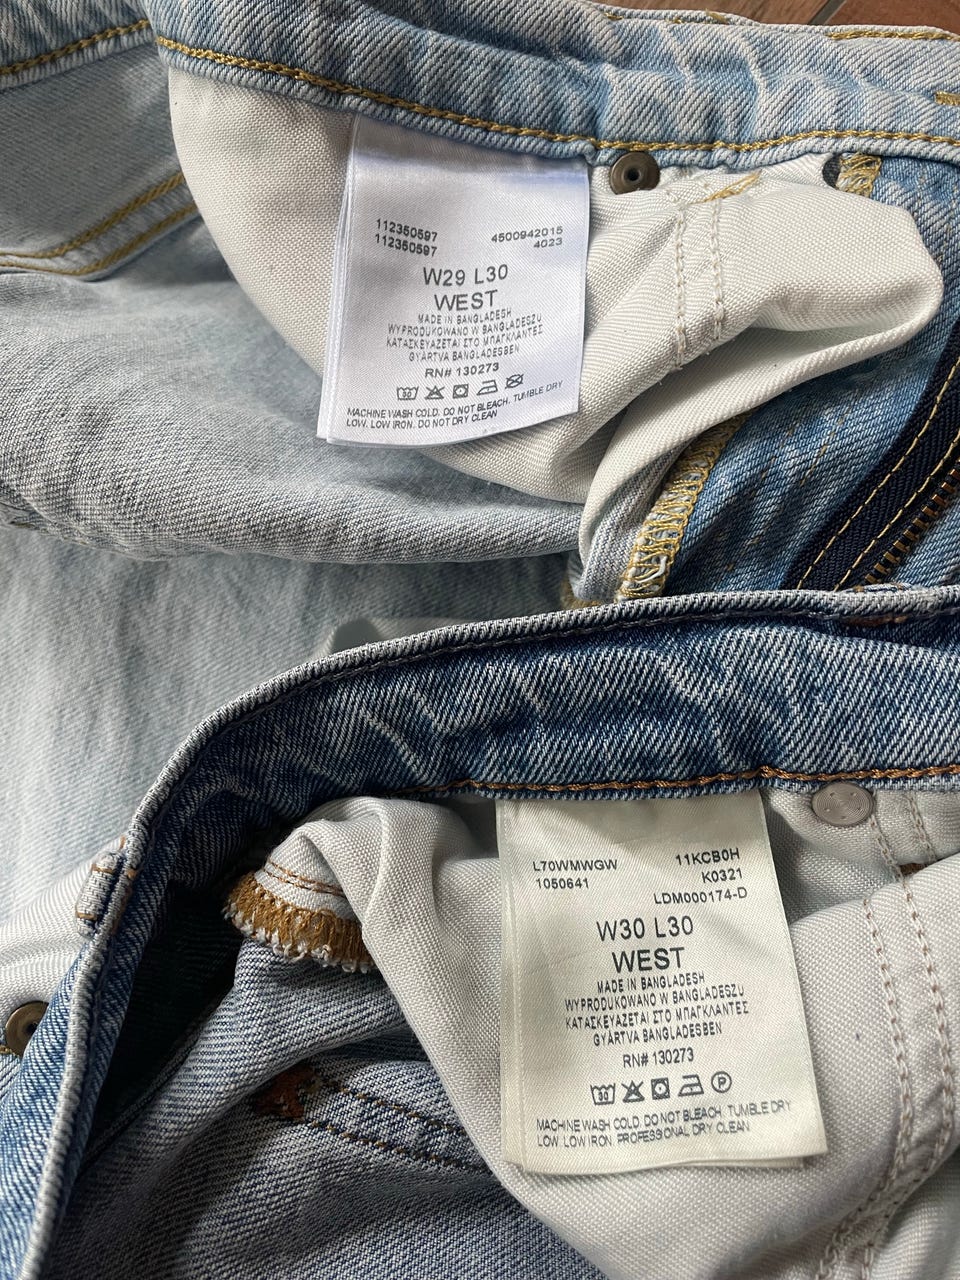 112350597
112350597
4500942015
4023
W29 L30
WEST
MADE IN BANGLADESH
WYPRODUKOWANO W BANGLADESZU
ΚΑΤΑΣΚΕΥΑΖΕΤΑΙ ΣΤΟ ΜΠΑΓΚΛΑΝΤΕΣ
GYÁRTVA BANGLADESBEN
RN# 130273
30
MACHINE WASH COLD. DO NOT BLEACH. TUMBLE DRY
LOW. LOW IRON. DO NOT DRY CLEAN
L70WMWGW
1050641
11KCB0H
K0321
LDM000174-D
W30 L30
WEST
MADE IN BANGLADESH
WYPRODUKOWANO W BANGLADESZU
ΚΑΤΑΣΚΕΥΑΖΕΤΑΙ ΣΤΟ ΜΠΑΓΚΛΑΝΤΕΣ
GYÁRTVA BANGLADESBEN
RN# 130273
30 P
MACHINE WASH COLD. DO NOT BLEACH. TUMBLE DRY
LOW. LOW IRON. PROFESSIONAL DRY CLEAN